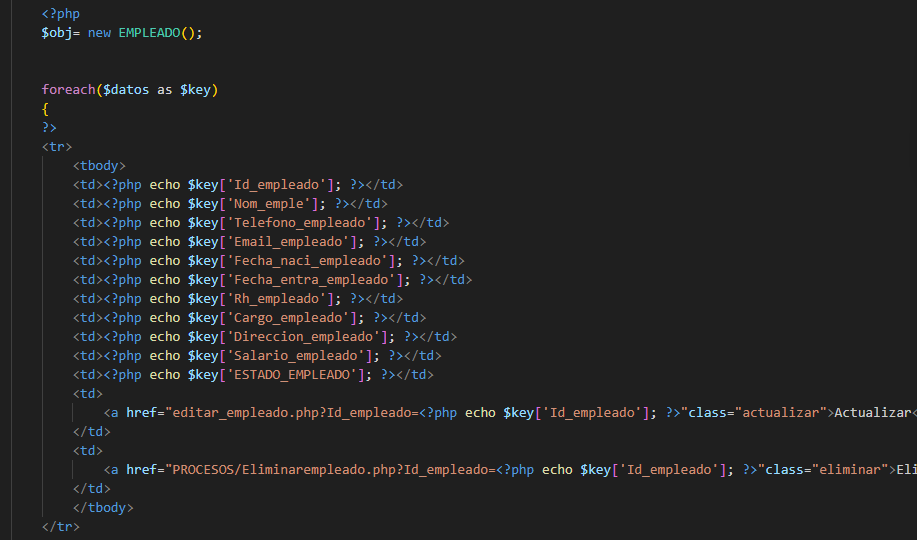 <?php
$obj= new EMPLEADO();
foreach($datos as $key)
{
?>
<tr>
<tbody>
<td><?php echo $key['Id_empleado']; ?></td>
<td><?php echo $key['Nom_emple']; ?></td>
<td><?php echo $key['Telefono_empleado']; ?></td>
<td><?php echo $key['Email_empleado']; ?></td>
<td><?php echo $key['Fecha_naci_empleado']; ?></td>
<td><?php echo $key['Fecha_entra_empleado']; ?></td>
<td><?php echo $key['Rh_empleado']; ?></td>
<td><?php echo $key['Cargo_empleado']; ?></td>
<td><?php echo $key['Direccion_empleado']; ?></td>
<td><?php echo $key['Salario_empleado']; ?></td>
<td><?php echo $key['ESTADO_EMPLEADO']; ?></td>
<td>
<a href="editar_empleado.php?Id_empleado=<?php echo $key['Id_empleado']; ?>"class="actualizar">Actualizar<
</td>
<td>
<a href="PROCESOS/Eliminarempleado.php?Id_empleado=<?php echo $key['Id_empleado']; ?>"class="eliminar">Eli
</td>
</tbody>
</tr>